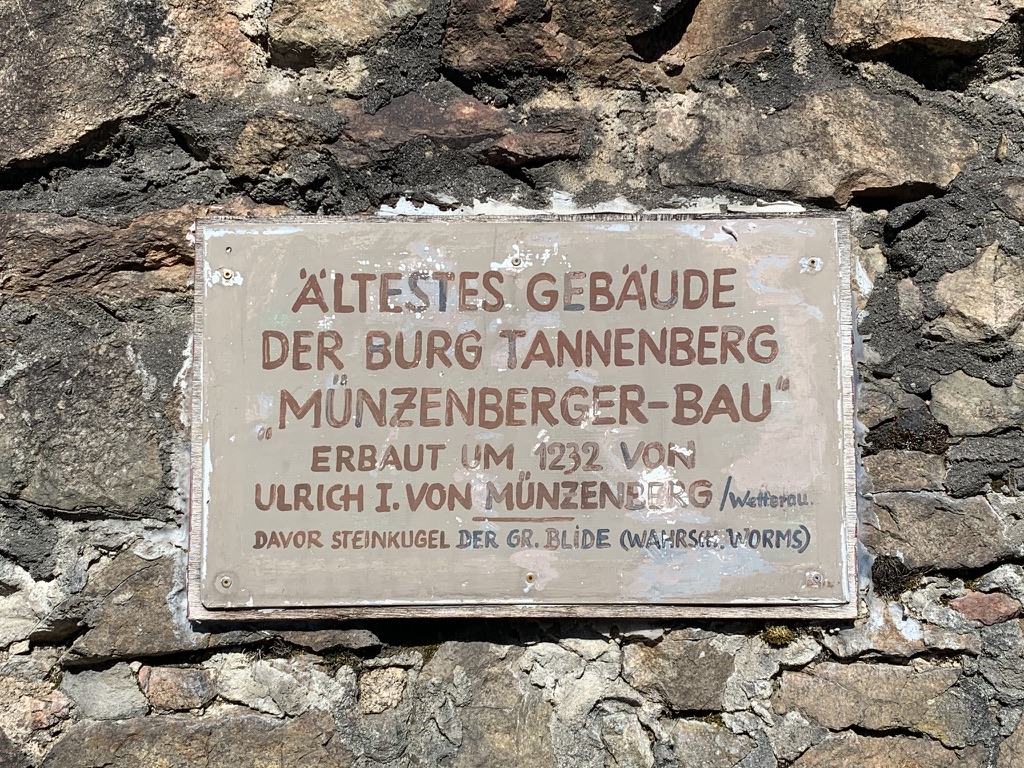 ÄLTESTES GEBÄUDE
DER BURG TANNENBERG
„MÜNZENBERGER-BAU"
ERBAUT UM 1232 VON
ULRICH I. VON MÜNZENBERG /Wetterau.
DAVOR STEINKUGEL DER GR. BLIDE (WAHRSCH. WORMS)